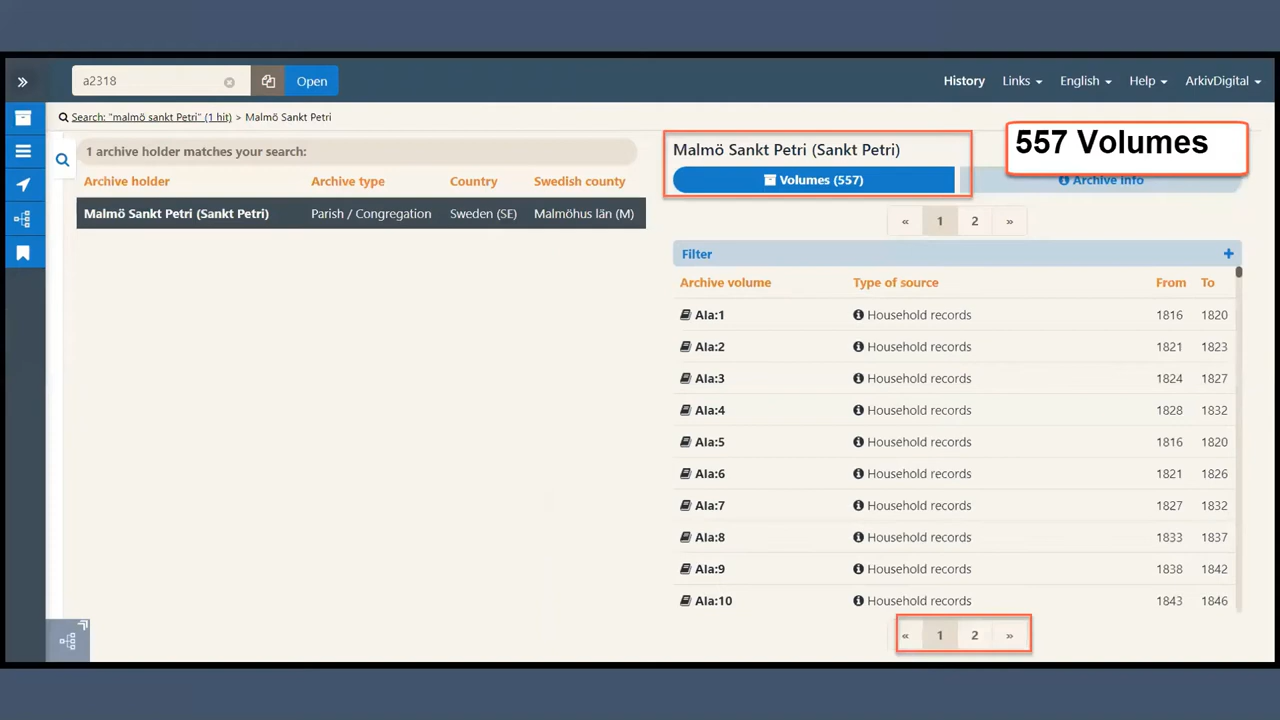 a2318 Open History Links English Help ArkivDigital
Search: "malmö sankt Petri" (1 hit) > Malmö Sankt Petri
557 Volumes
1 archive holder matches your search:
Archive holder Archive type Country Swedish county
Malmö Sankt Petri (Sankt Petri) Parish / Congregation Sweden (SE) Malmöhus län (M)
Malmö Sankt Petri (Sankt Petri)
Volumes (557) Archive info
« 1 2 »
Filter +
Archive volume Type of source From To
AIa:1 Household records 1816 1820
AIa:2 Household records 1821 1823
AIa:3 Household records 1824 1827
AIa:4 Household records 1828 1832
AIa:5 Household records 1816 1820
AIa:6 Household records 1821 1826
AIa:7 Household records 1827 1832
AIa:8 Household records 1833 1837
AIa:9 Household records 1838 1842
AIa:10 Household records 1843 1846
« 1 2 »